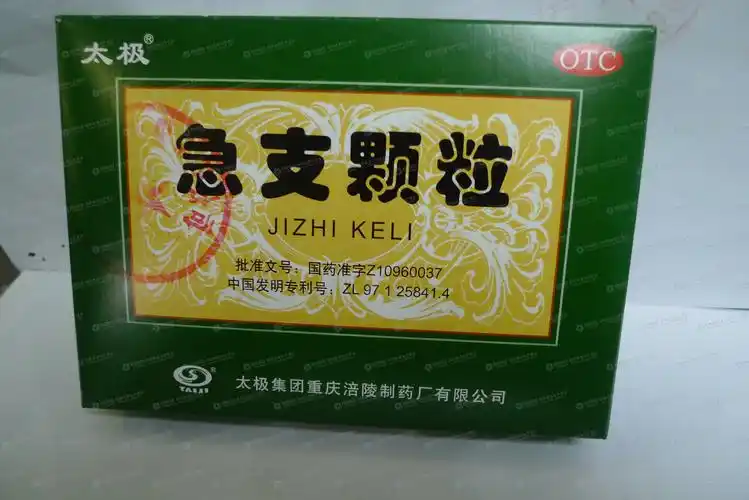 太极®
OTC
急支颗粒
JIZHI KELI
批准文号：国药准字Z10960037
中国发明专利号：ZL 97 1 25841.4
TAIJI®
太极集团重庆涪陵制药厂有限公司